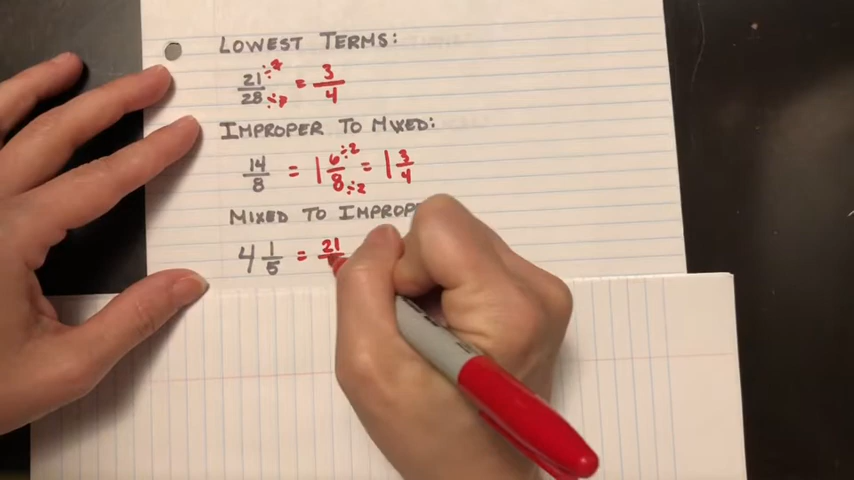 LOWEST TERMS:
21/28 ÷7 ÷7 = 3/4
IMPROPER TO MIXED:
14/8 = 1 6/8 ÷2 ÷2 = 1 3/4
MIXED TO IMPROPER
4 1/5 = 21